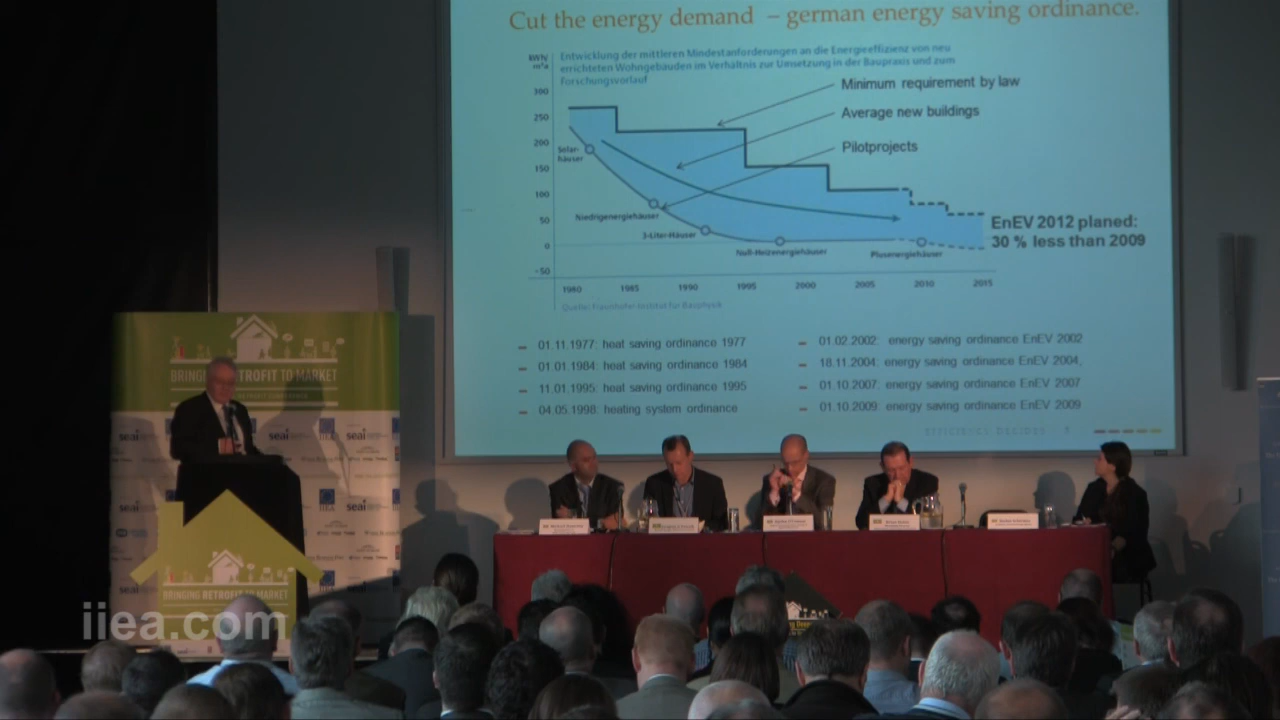 Cut the energy demand – german energy saving ordinance.
Entwicklung der mittleren Mindestanforderungen an die Energieeffizienz von neu
errichteten Wohngebäuden im Verhältnis zur Umsetzung in der Baupraxis und zum
Forschungsvorlauf
Minimum requirement by law
Average new buildings
Pilotprojects
300
250
200
150
100
50
0
-50
Solar-
häuser
Niedrigenergiehäuser
3-Liter-Häuser
Null-Heizenergiehäuser
Plusenergiehäuser
EnEV 2012 planed:
30 % less than 2009
1980 1985 1990 1995 2000 2005 2010 2015
Quelle: Fraunhofer Institut für Bauphysik
01.11.1977: heat saving ordinance 1977
01.01.1984: heat saving ordinance 1984
11.01.1995: heat saving ordinance 1995
04.05.1998: heating system ordinance
01.02.2002: energy saving ordinance EnEV 2002
18.11.2004: energy saving ordinance EnEV 2004,
01.10.2007: energy saving ordinance EnEV 2007
01.10.2009: energy saving ordinance EnEV 2009
EFFICIENCY DECIDES
BRINGING RETROFIT TO MARKET
seai
seai
seai
IIEA
BRINGING RETROFIT TO MARKET
iiea.com